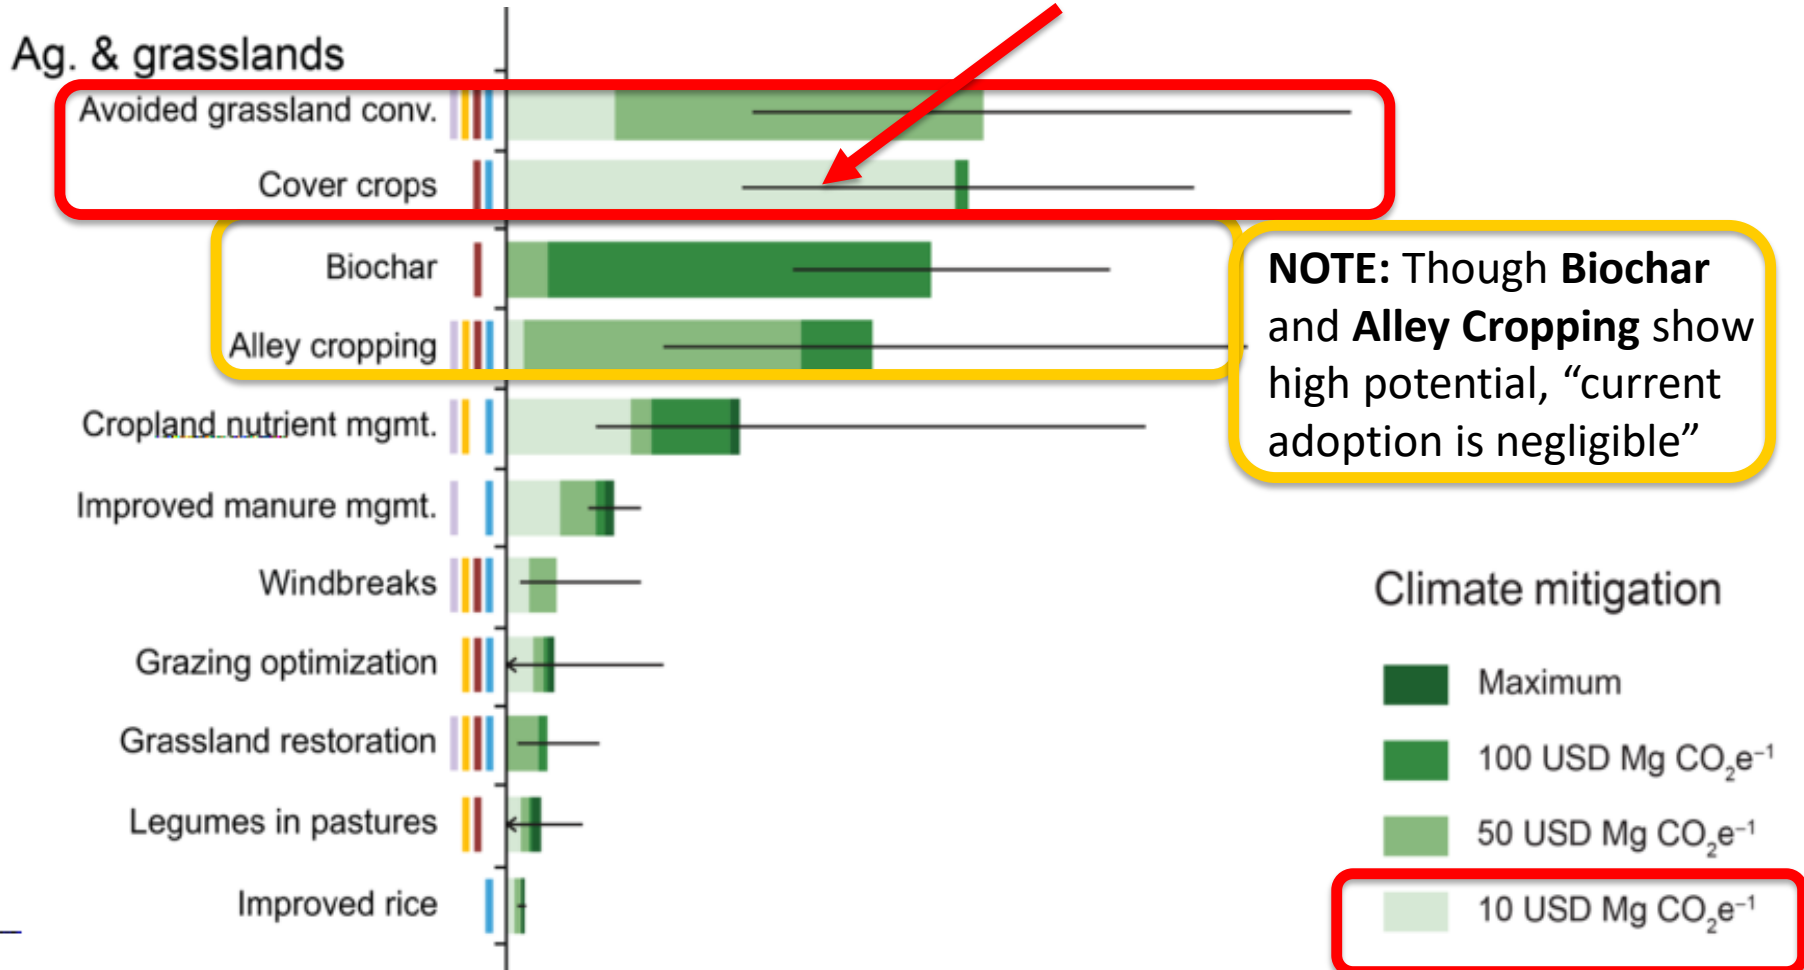 Ag. & grasslands
Avoided grassland conv.
Cover crops
Biochar
Alley cropping
Cropland nutrient mgmt.
Improved manure mgmt.
Windbreaks
Grazing optimization
Grassland restoration
Legumes in pastures
Improved rice
NOTE: Though Biochar
and Alley Cropping show
high potential, “current
adoption is negligible”
Climate mitigation
Maximum
100 USD Mg CO₂e⁻¹
50 USD Mg CO₂e⁻¹
10 USD Mg CO₂e⁻¹